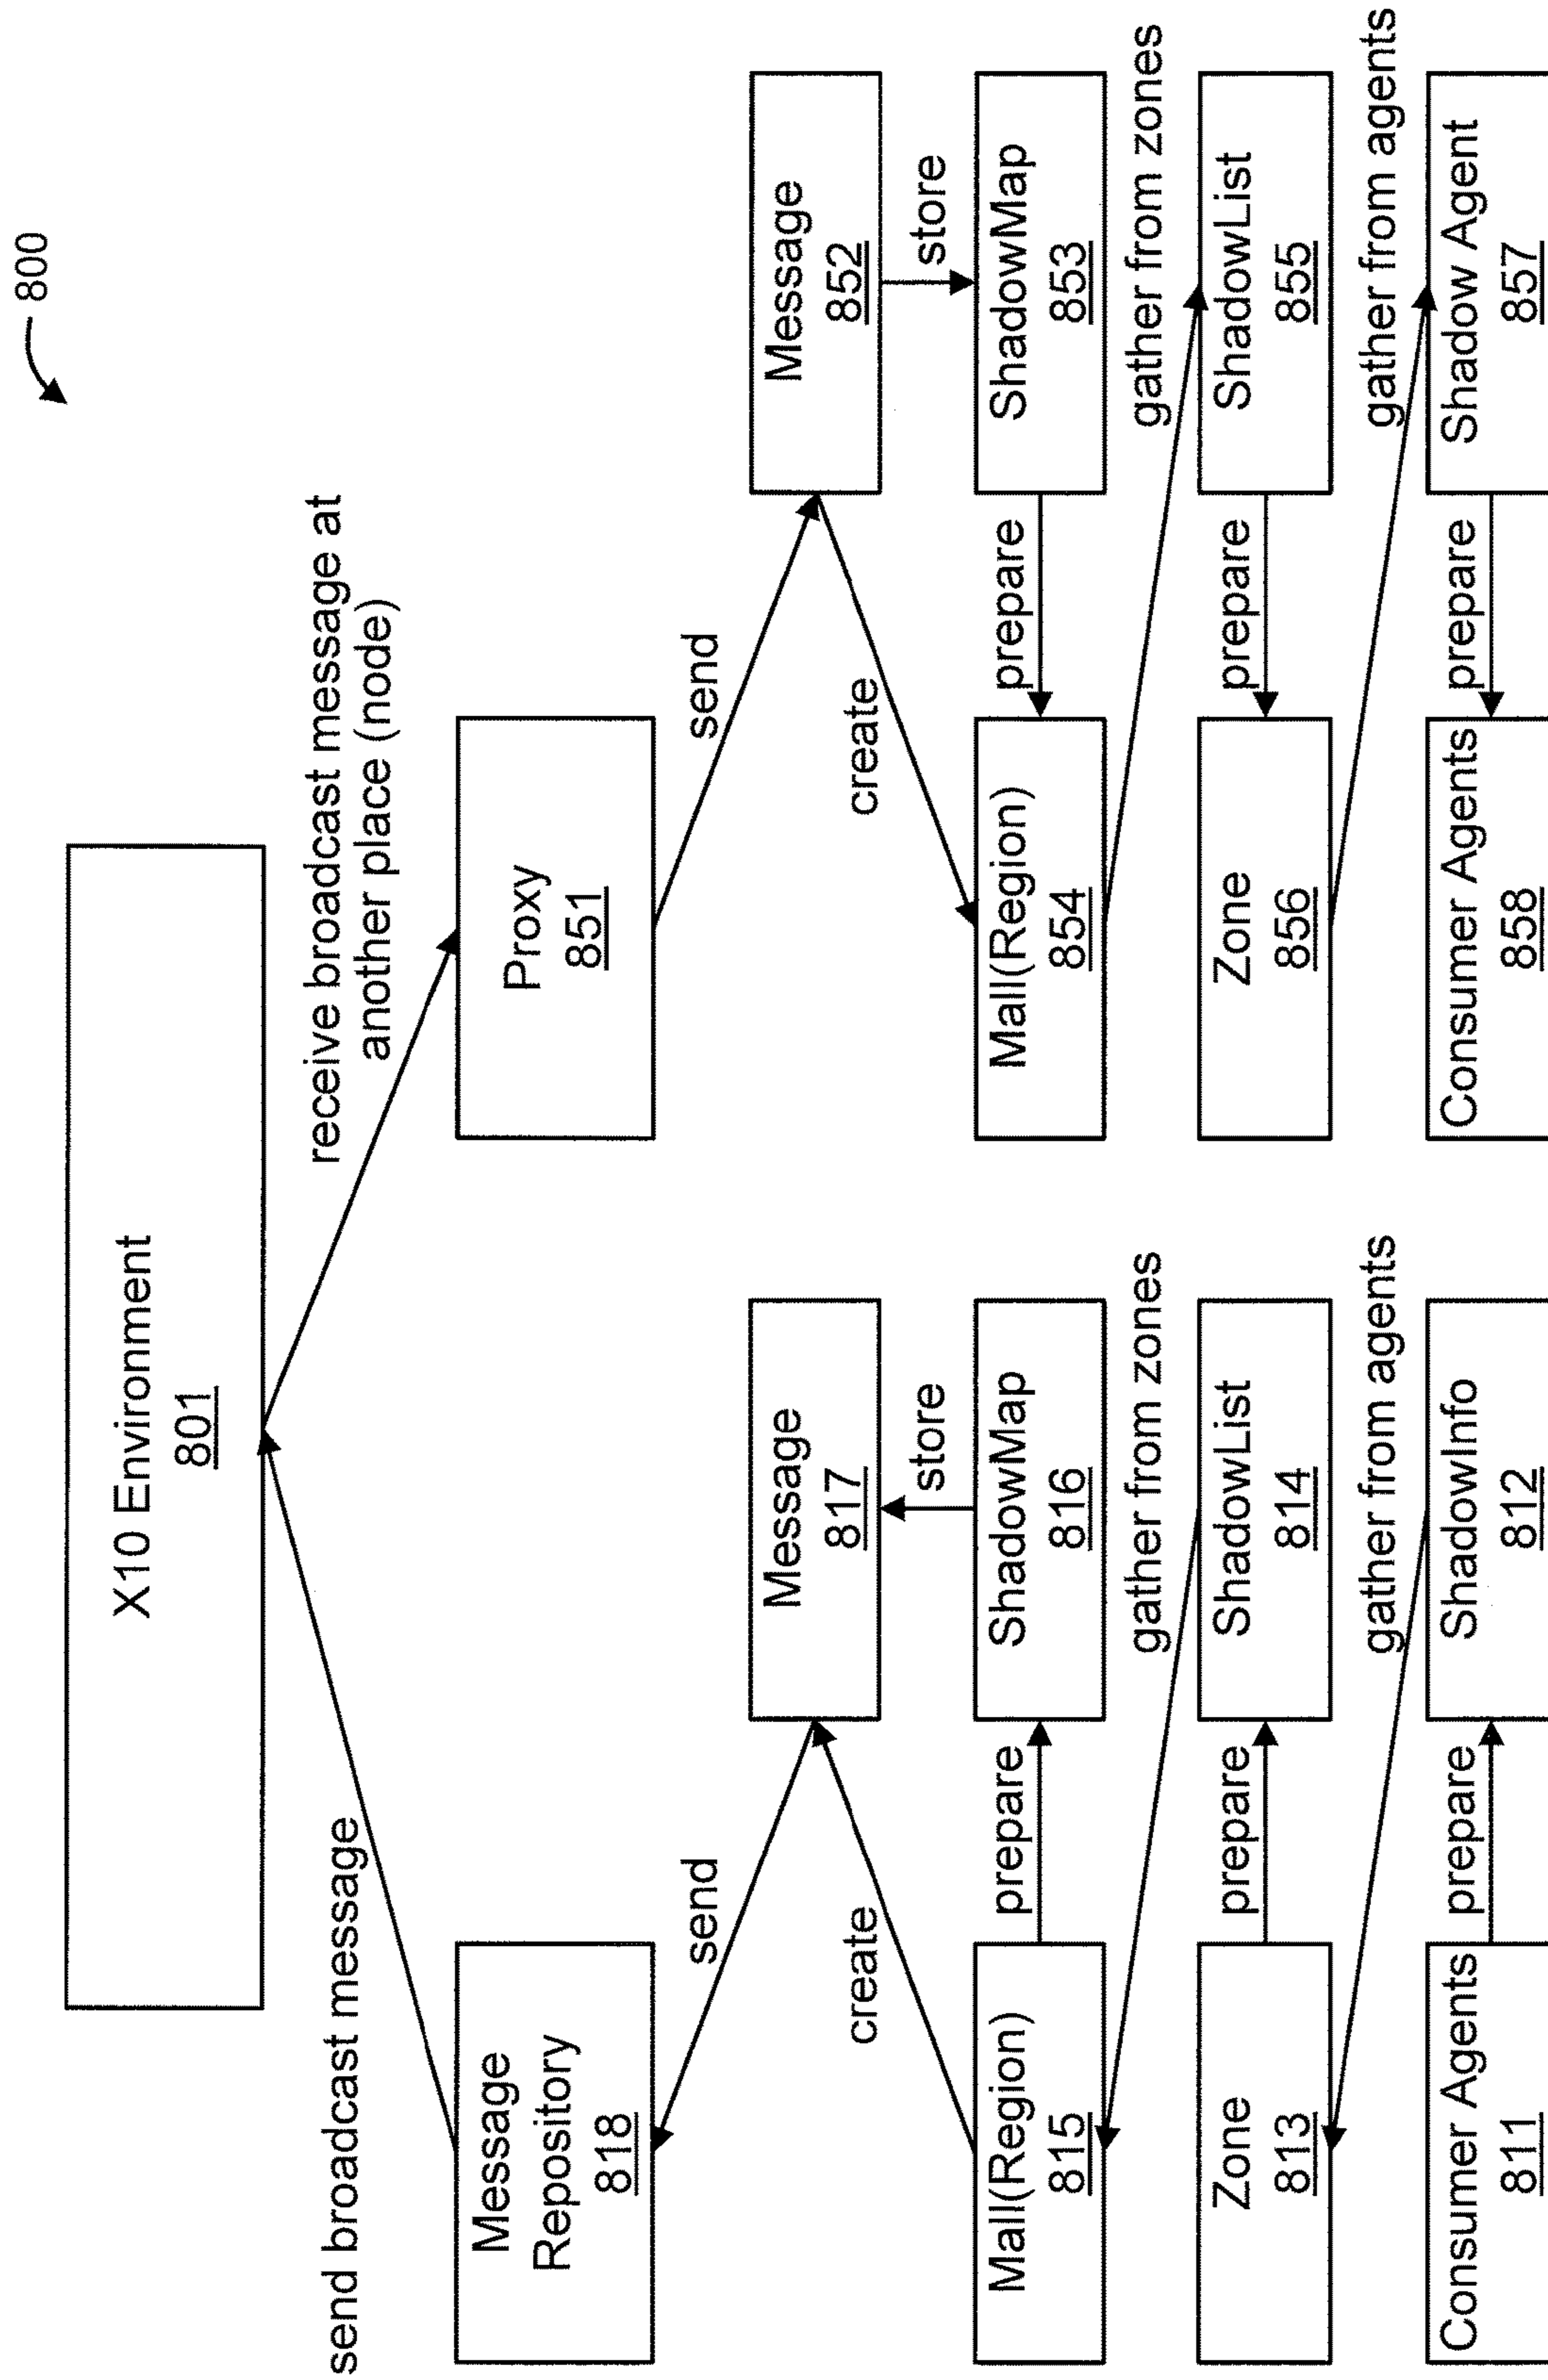 800
X10 Environment
801
send broadcast message
receive broadcast message at
another place (node)
Message
Repository
818
Proxy
851
send
send
Message
817
Message
852
create
store
create
store
Mall(Region)
815
prepare
ShadowMap
816
Mall(Region)
854
prepare
ShadowMap
853
gather from zones
gather from zones
Zone
813
prepare
ShadowList
814
Zone
856
prepare
ShadowList
855
gather from agents
gather from agents
Consumer Agents
811
prepare
ShadowInfo
812
Consumer Agents
858
prepare
Shadow Agent
857